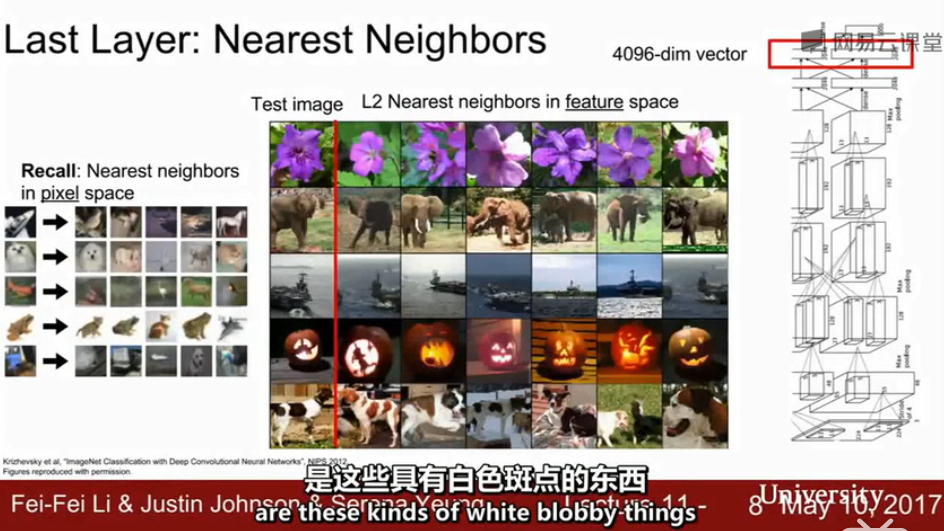 Last Layer: Nearest Neighbors
4096-dim vector
网易云课堂
Test image
L2 Nearest neighbors in feature space
Recall: Nearest neighbors
in pixel space
Max
pooling
Max
pooling
Max
pooling
Krizhevsky et al, "ImageNet Classification with Deep Convolutional Neural Networks", NIPS 2012.
Figures reproduced with permission.
是这些具有白色斑点的东西
are these kinds of white blobby things
Fei-Fei Li & Justin Johnson & Serena Yeung
Lecture 11 -
8
University
May 10, 2017